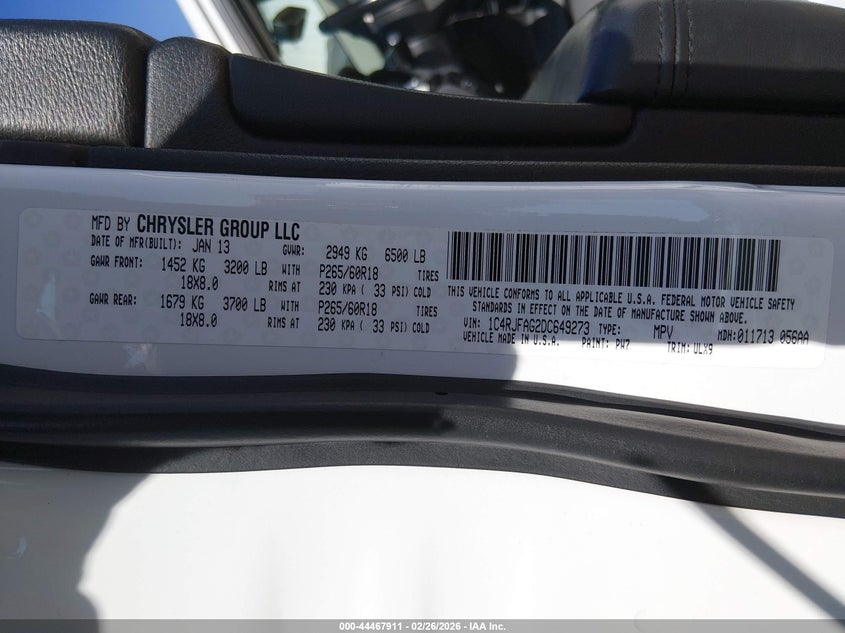 MFD BY CHRYSLER GROUP LLC
DATE OF MFR(BUILT): JAN 13 GVWR: 2949 KG 6500 LB
GAWR FRONT: 1452 KG 3200 LB WITH P265/60R18 TIRES
18X8.0 RIMS AT 230 KPA ( 33 PSI) COLD
GAWR REAR: 1679 KG 3700 LB WITH P265/60R18 TIRES
18X8.0 RIMS AT 230 KPA ( 33 PSI) COLD
THIS VEHICLE CONFORMS TO ALL APPLICABLE U.S.A. FEDERAL MOTOR VEHICLE SAFETY
STANDARDS IN EFFECT ON THE DATE OF MANUFACTURE SHOWN ABOVE.
VIN: 1C4RJFAG2DC649273 TYPE: MPV MDH: 011713 056AA
VEHICLE MADE IN U.S.A. PAINT: PW7 TRIM: ULX9
000-44467911 | 02/26/2026 - IAA Inc.